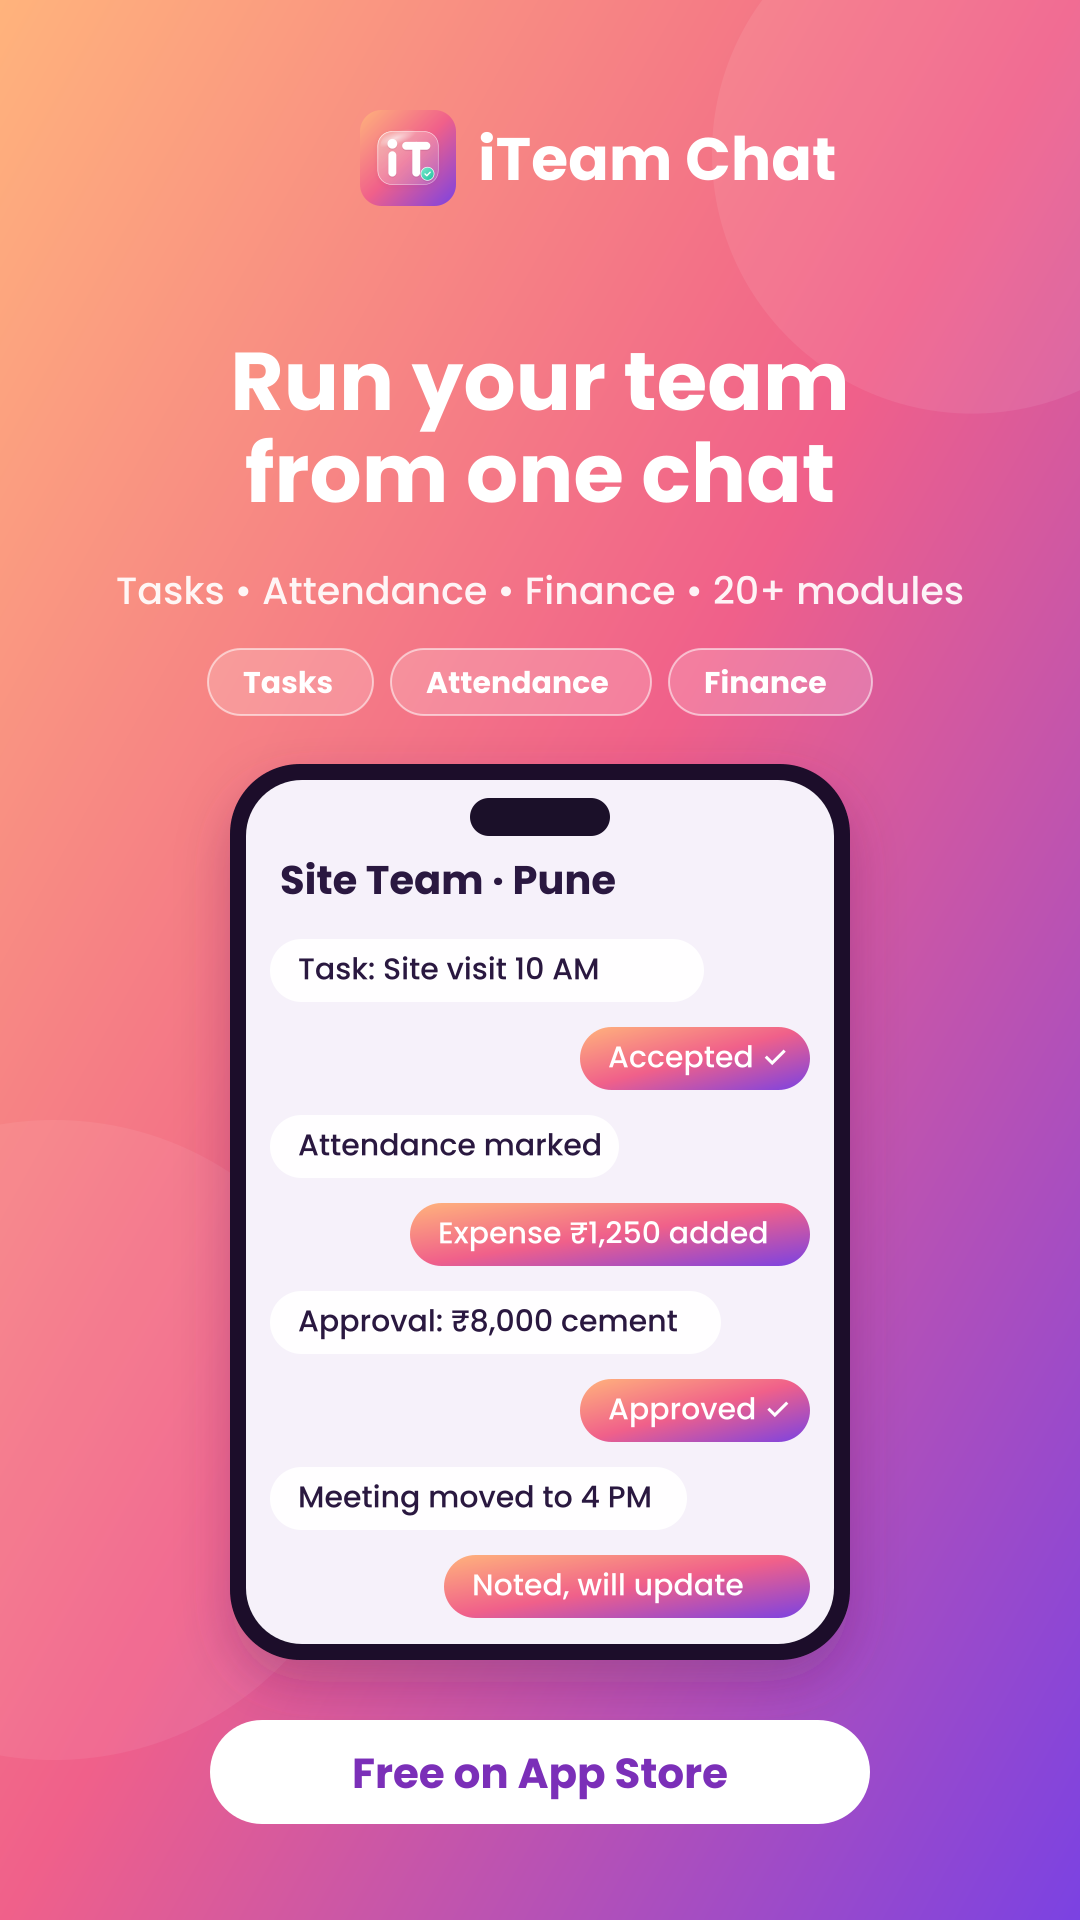 iT
iTeam Chat
Run your team
from one chat
Tasks • Attendance • Finance • 20+ modules
Tasks
Attendance
Finance
Site Team · Pune
Task: Site visit 10 AM
Accepted ✓
Attendance marked
Expense ₹1,250 added
Approval: ₹8,000 cement
Approved ✓
Meeting moved to 4 PM
Noted, will update
Free on App Store